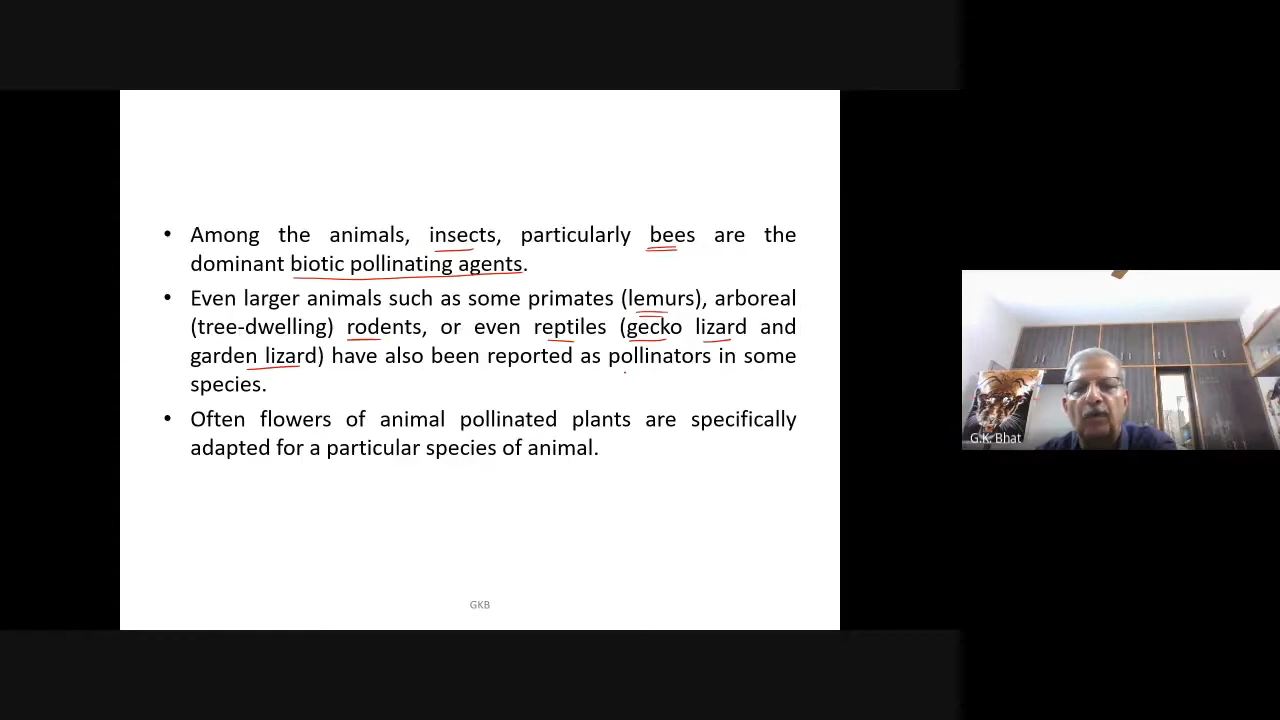 • Among the animals, insects, particularly bees are the
dominant biotic pollinating agents.
• Even larger animals such as some primates (lemurs), arboreal
(tree-dwelling) rodents, or even reptiles (gecko lizard and
garden lizard) have also been reported as pollinators in some
species.
• Often flowers of animal pollinated plants are specifically
adapted for a particular species of animal.
GKB
G.K. Bhat